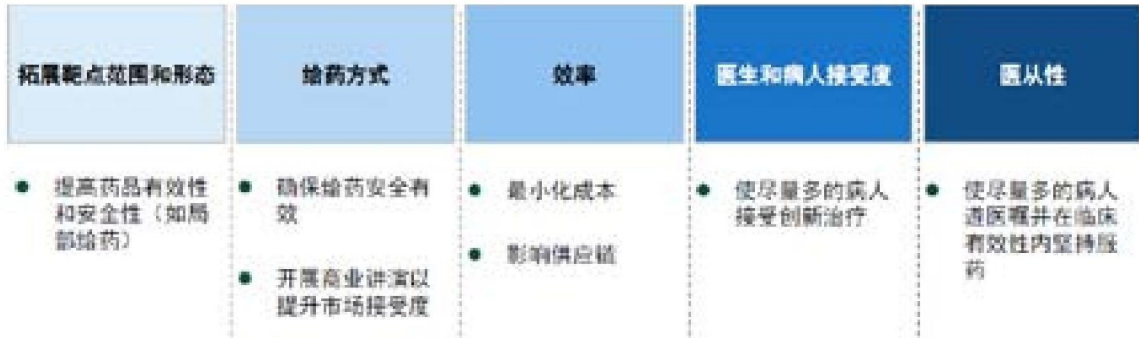 拓展靶点范围和形态
给药方式
效率
医生和病人接受度
医从性
提高药品有效性
和安全性（如局
部给药）
确保给药安全有
效
开展商业讲演以
提升市场接受度
最小化成本
影响供应链
使尽量多的病人
接受创新治疗
使尽量多的病人
遵医嘱并在临床
有效性内坚持服
药